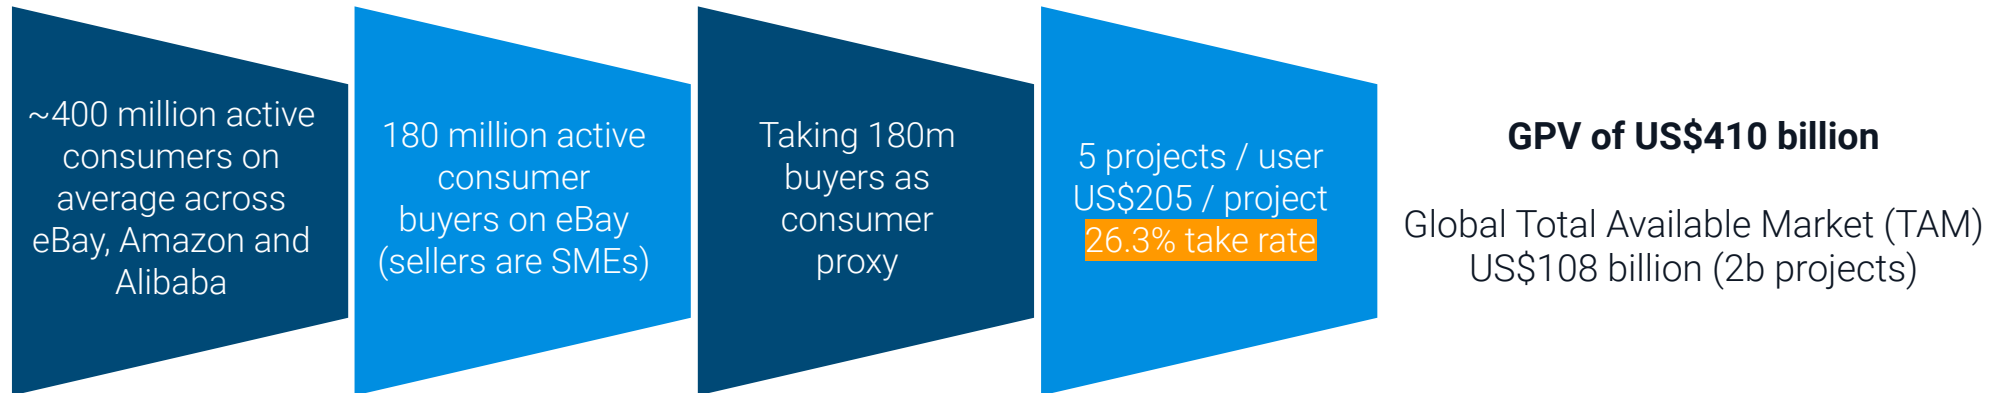 ~400 million active
consumers on
average across
eBay, Amazon and
Alibaba
180 million active
consumer
buyers on eBay
(sellers are SMEs)
Taking 180m
buyers as
consumer
proxy
5 projects / user
US$205 / project
26.3% take rate
GPV of US$410 billion
Global Total Available Market (TAM)
US$108 billion (2b projects)